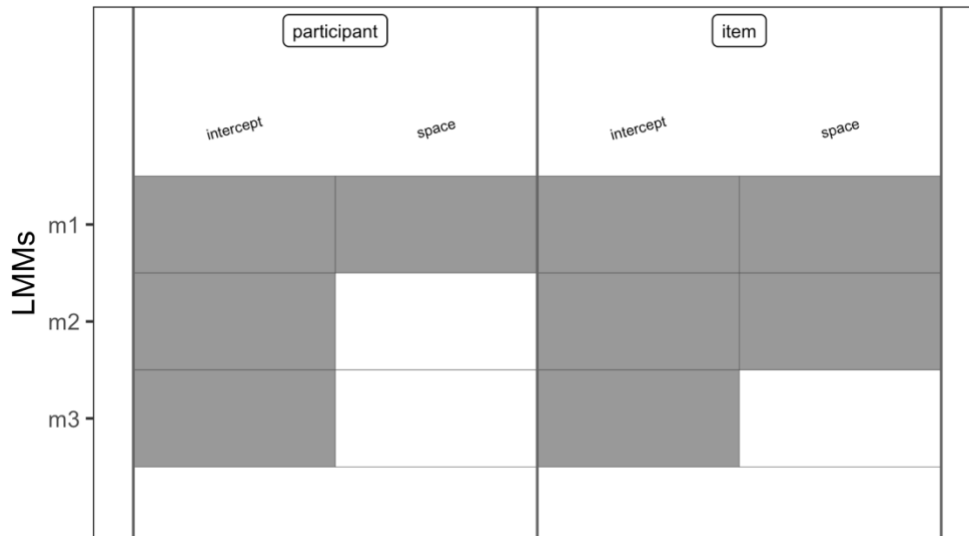 participant item
intercept space intercept space
LMMs
m1
m2
m3